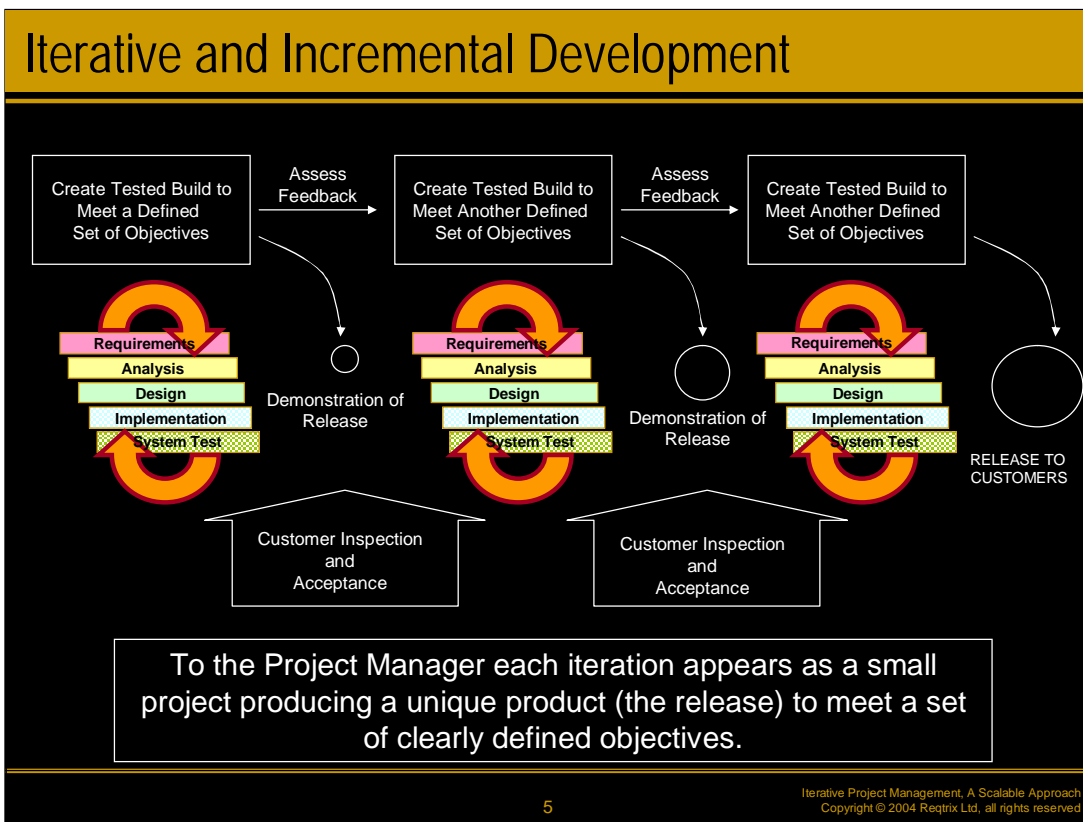 Iterative and Incremental Development
Create Tested Build to
Meet a Defined
Set of Objectives
Assess
Feedback
Create Tested Build to
Meet Another Defined
Set of Objectives
Assess
Feedback
Create Tested Build to
Meet Another Defined
Set of Objectives
Requirements
Analysis
Design
Implementation
System Test
Demonstration of
Release
Requirements
Analysis
Design
Implementation
System Test
Demonstration of
Release
Requirements
Analysis
Design
Implementation
System Test
RELEASE TO
CUSTOMERS
Customer Inspection
and
Acceptance
Customer Inspection
and
Acceptance
To the Project Manager each iteration appears as a small
project producing a unique product (the release) to meet a set
of clearly defined objectives.
5
Iterative Project Management, A Scalable Approach
Copyright © 2004 Reqtrix Ltd, all rights reserved